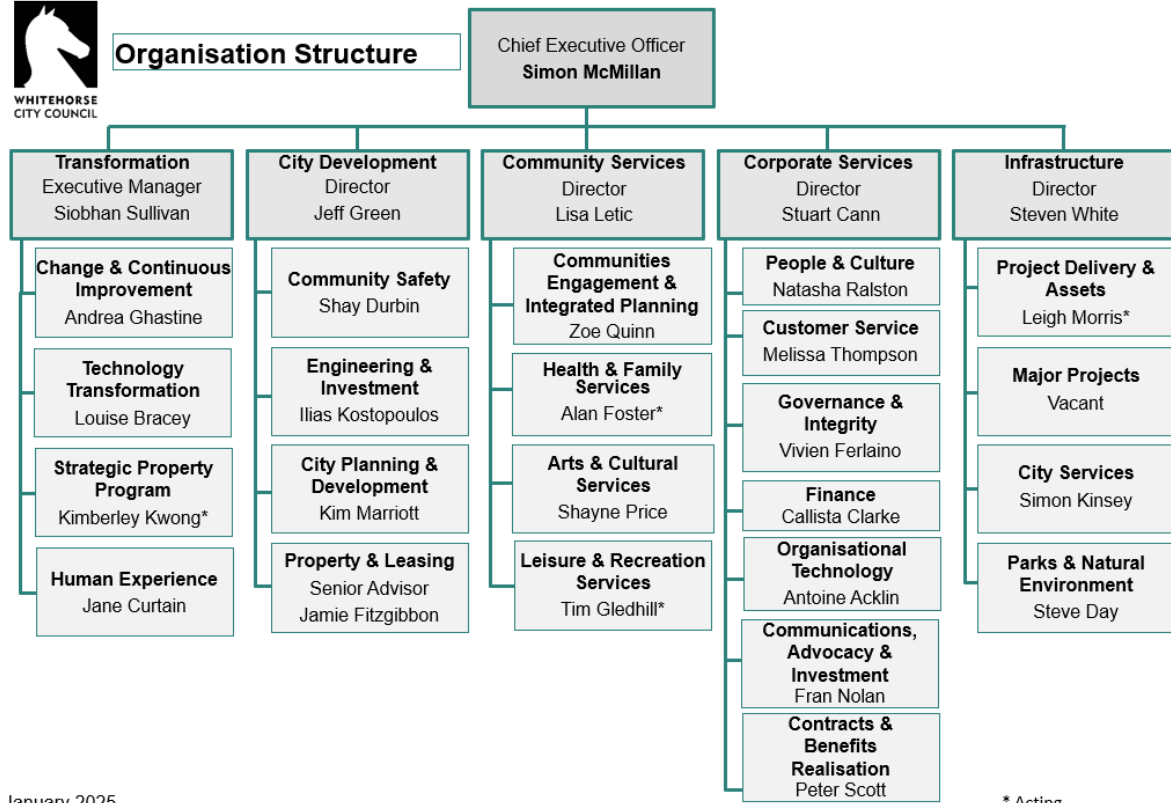 WHITEHORSE
CITY COUNCIL
Organisation Structure
Chief Executive Officer
Simon McMillan
Transformation
Executive Manager
Siobhan Sullivan
Change & Continuous
Improvement
Andrea Ghastine
Technology
Transformation
Louise Bracey
Strategic Property
Program
Kimberley Kwong*
Human Experience
Jane Curtain
City Development
Director
Jeff Green
Community Safety
Shay Durbin
Engineering &
Investment
Ilias Kostopoulos
City Planning &
Development
Kim Marriott
Property & Leasing
Senior Advisor
Jamie Fitzgibbon
Community Services
Director
Lisa Letic
Communities
Engagement &
Integrated Planning
Zoe Quinn
Health & Family
Services
Alan Foster*
Arts & Cultural
Services
Shayne Price
Leisure & Recreation
Services
Tim Gledhill*
Corporate Services
Director
Stuart Cann
People & Culture
Natasha Ralston
Customer Service
Melissa Thompson
Governance &
Integrity
Vivien Ferlaino
Finance
Callista Clarke
Organisational
Technology
Antoine Acklin
Communications,
Advocacy &
Investment
Fran Nolan
Contracts &
Benefits
Realisation
Peter Scott
Infrastructure
Director
Steven White
Project Delivery &
Assets
Leigh Morris*
Major Projects
Vacant
City Services
Simon Kinsey
Parks & Natural
Environment
Steve Day
January 2025
* Acting